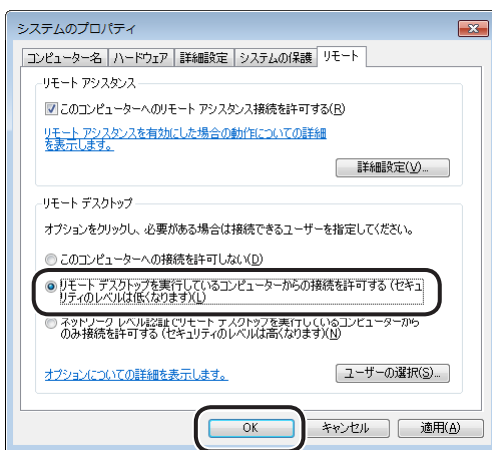 システムのプロパティ
コンピューター名 ハードウェア 詳細設定 システムの保護 リモート
リモート アシスタンス
このコンピューターへのリモート アシスタンス接続を許可する(R)
リモート アシスタンスを有効にした場合の動作についての詳細
を表示します。
詳細設定(V)...
リモート デスクトップ
オプションをクリックし、必要がある場合は接続できるユーザーを指定してください。
このコンピューターへの接続を許可しない(D)
リモート デスクトップを実行しているコンピューターからの接続を許可する (セキュ
リティのレベルは低くなります)(L)
ネットワーク レベル認証でリモート デスクトップを実行しているコンピューターから
のみ接続を許可する (セキュリティのレベルは高くなります)(N)
オプションについての詳細を表示します。
ユーザーの選択(S)...
OK キャンセル 適用(A)